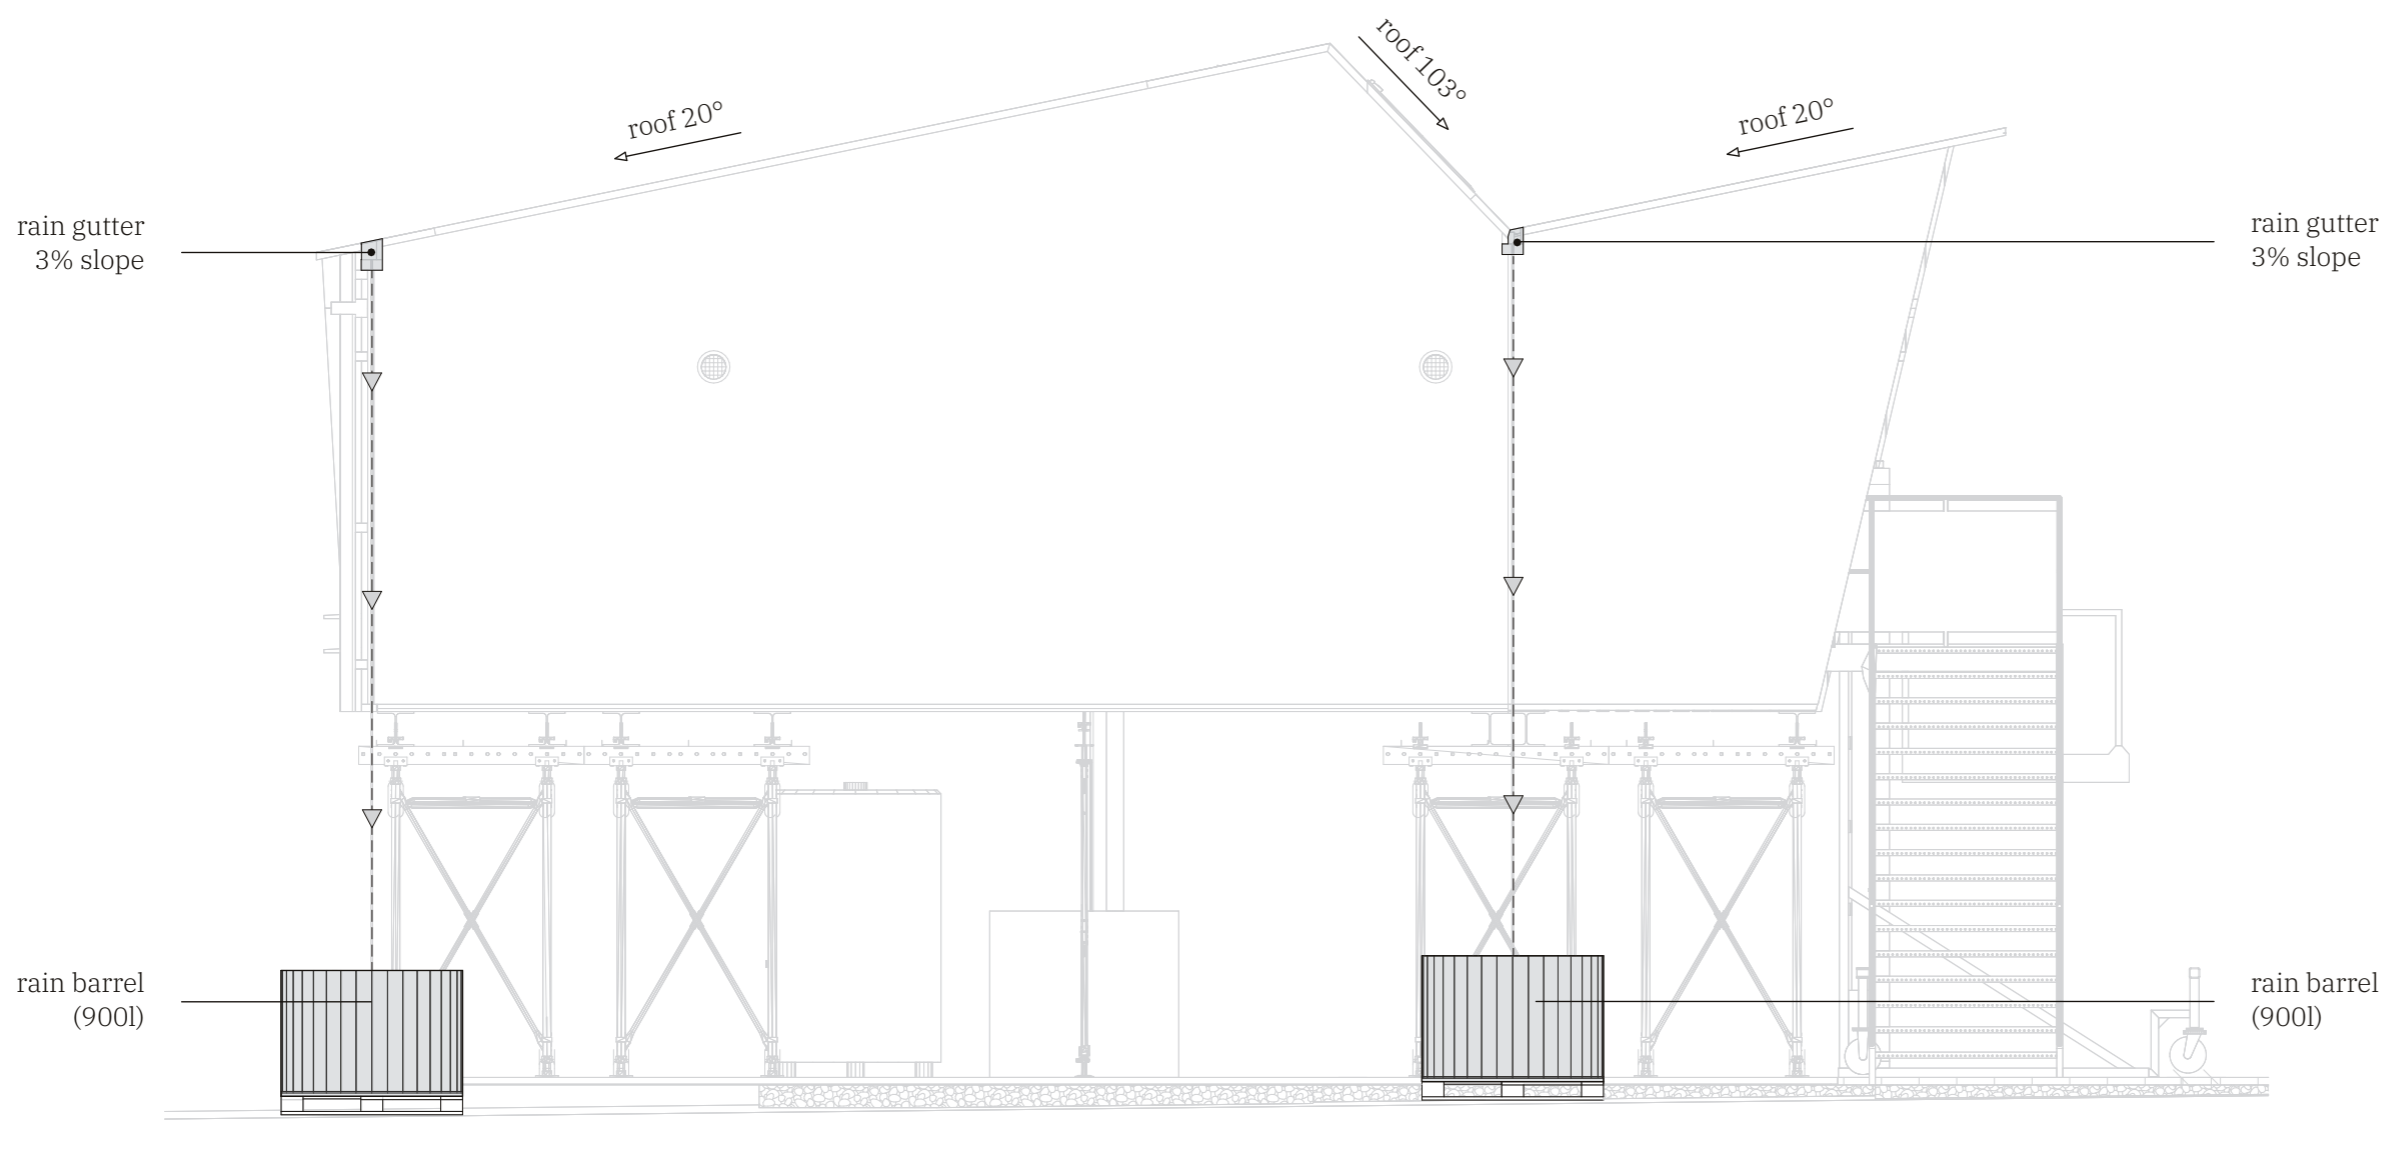 roof 103°
roof 20°
roof 20°
rain gutter
3% slope
rain gutter
3% slope
rain barrel
(900l)
rain barrel
(900l)